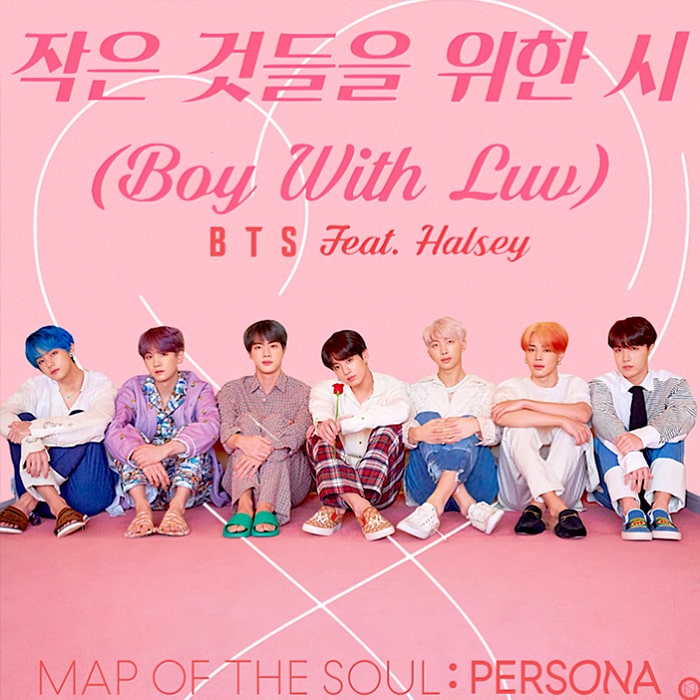 작은 것들을 위한 시
(Boy With Luv)
BTS Feat. Halsey
MAP OF THE SOUL : PERSONA